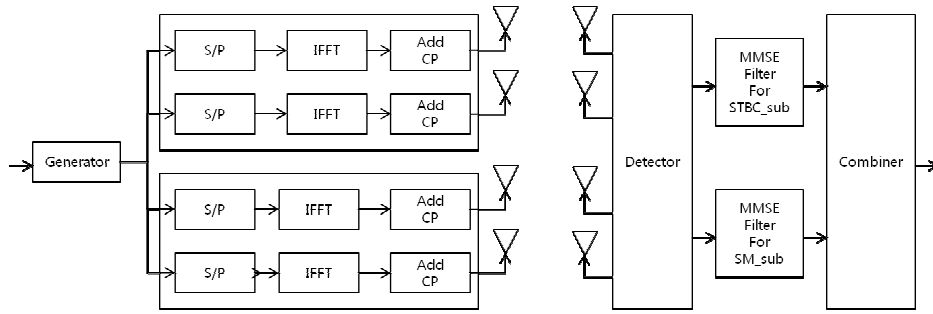 Generator
S/P
IFFT
Add
CP
S/P
IFFT
Add
CP
S/P
IFFT
Add
CP
S/P
IFFT
Add
CP
Detector
MMSE
Filter
For
STBC_sub
MMSE
Filter
For
SM_sub
Combiner